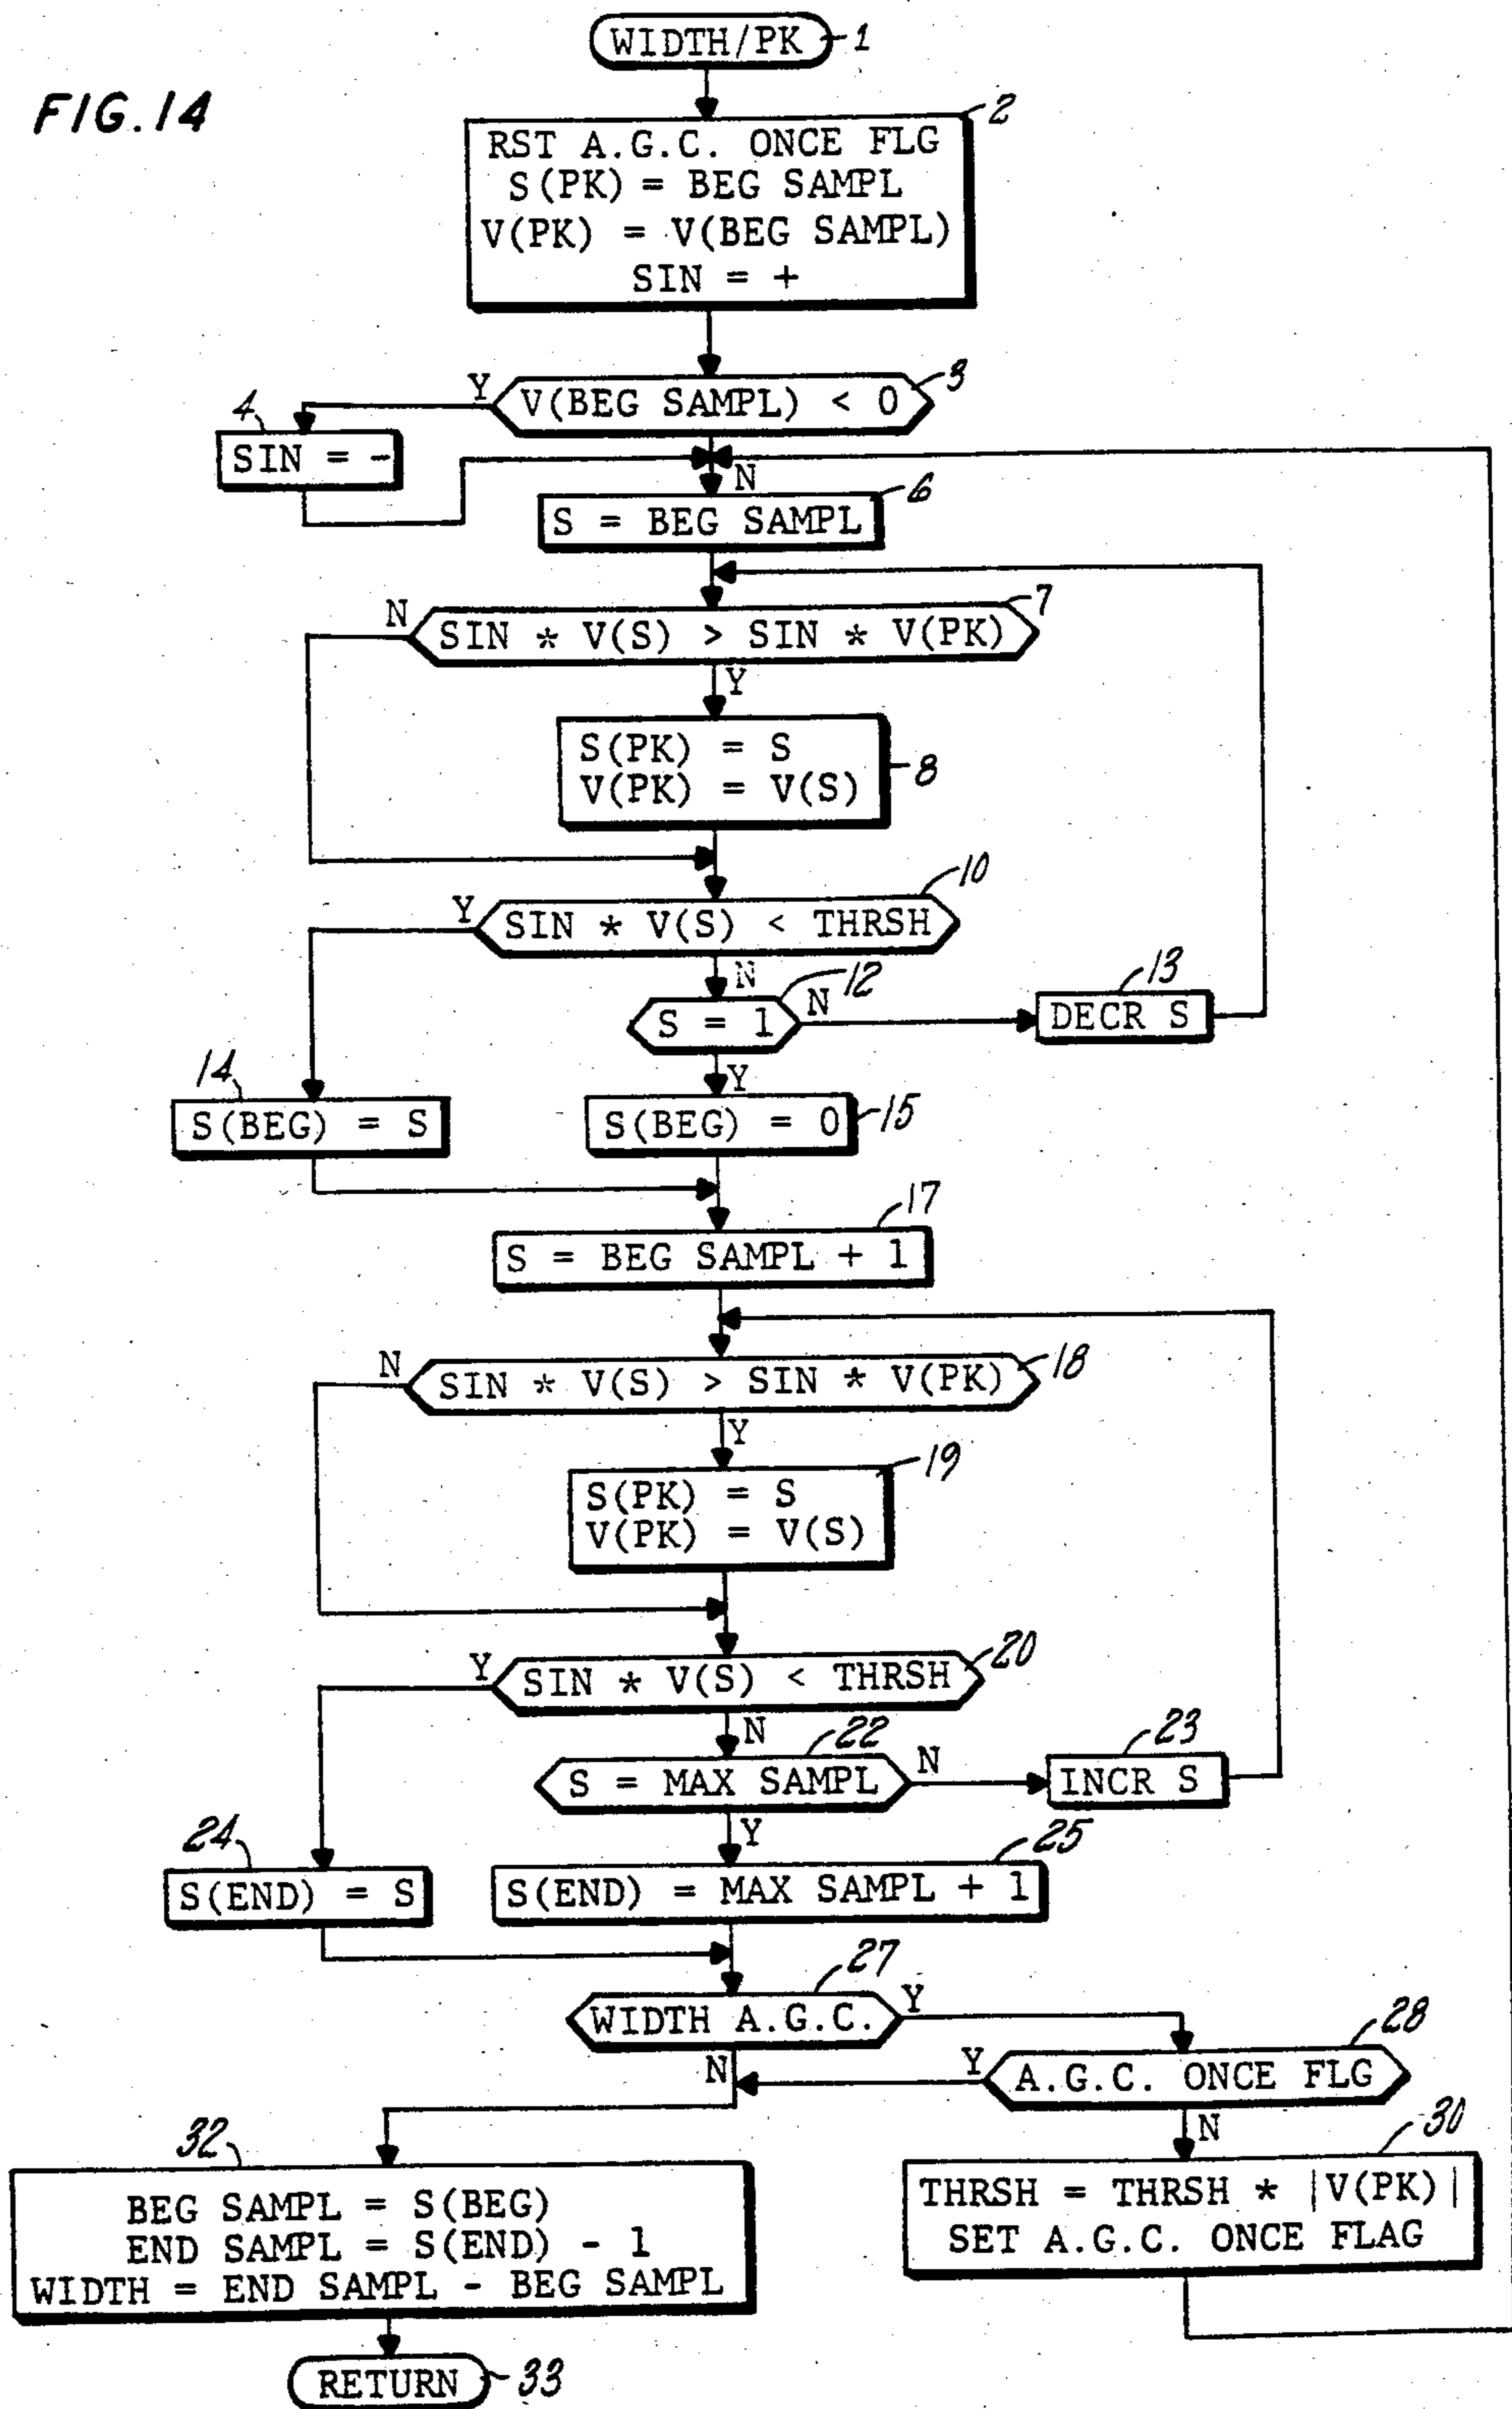 FIG.14
WIDTH/PK 1
2
RST A.G.C. ONCE FLG
S(PK) = BEG SAMPL
V(PK) = V(BEG SAMPL)
SIN = +
Y V(BEG SAMPL) < 0 3
4
SIN = -
N
6
S = BEG SAMPL
N SIN * V(S) > SIN * V(PK) 7
Y
S(PK) = S
V(PK) = V(S)
8
10
Y SIN * V(S) < THRSH
N 12
S = 1 N
13
DECR S
Y
14
S(BEG) = S
S(BEG) = 0 15
17
S = BEG SAMPL + 1
N SIN * V(S) > SIN * V(PK) 18
Y
19
S(PK) = S
V(PK) = V(S)
Y SIN * V(S) < THRSH 20
N 22
S = MAX SAMPL N
23
INCR S
Y
24
S(END) = S
25
S(END) = MAX SAMPL + 1
27
WIDTH A.G.C. Y
28
N
Y A.G.C. ONCE FLG
N
30
THRSH = THRSH * |V(PK)|
SET A.G.C. ONCE FLAG
32
BEG SAMPL = S(BEG)
END SAMPL = S(END) - 1
WIDTH = END SAMPL - BEG SAMPL
RETURN 33